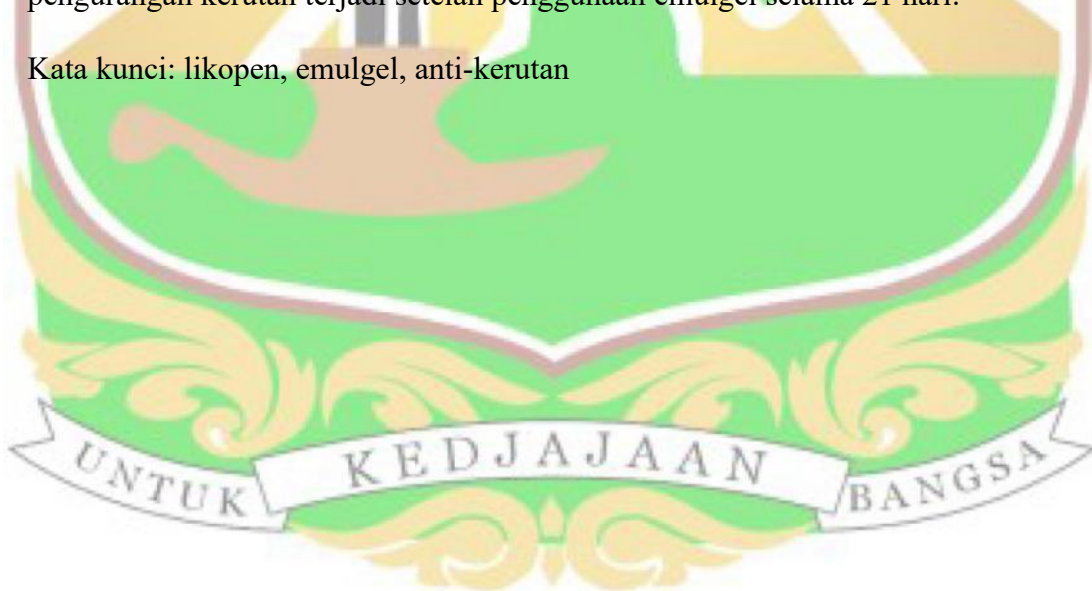 pengurangan kerutan terjadi setelah penggunaan emulgel selama 21 hari.
Kata kunci: likopen, emulgel, anti-kerutan
UNTUK KEDJAJAAN BANGSA